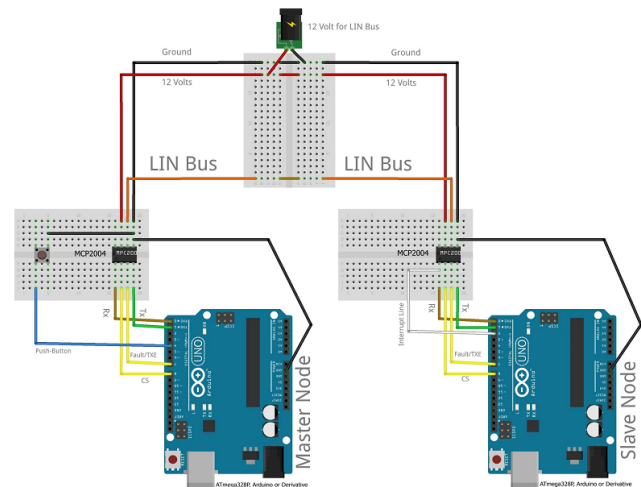 12 Volt for LIN Bus
Ground
Ground
12 Volts
12 Volts
LIN Bus
LIN Bus
MCP2004
MCP2004
Rx
Tx
Rx
Tx
Interrupt Line
Push-Button
Fault/TXE
CS
Fault/TXE
CS
UNO
UNO
Master Node
Slave Node
ATmega328P, Arduino or Derivative
ATmega328P, Arduino or Derivative